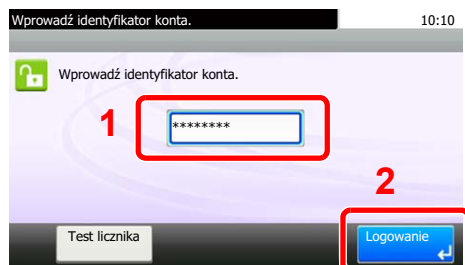 Wprowadź identyfikator konta. 10:10
Wprowadź identyfikator konta.
1
********
2
Test licznika
Logowanie